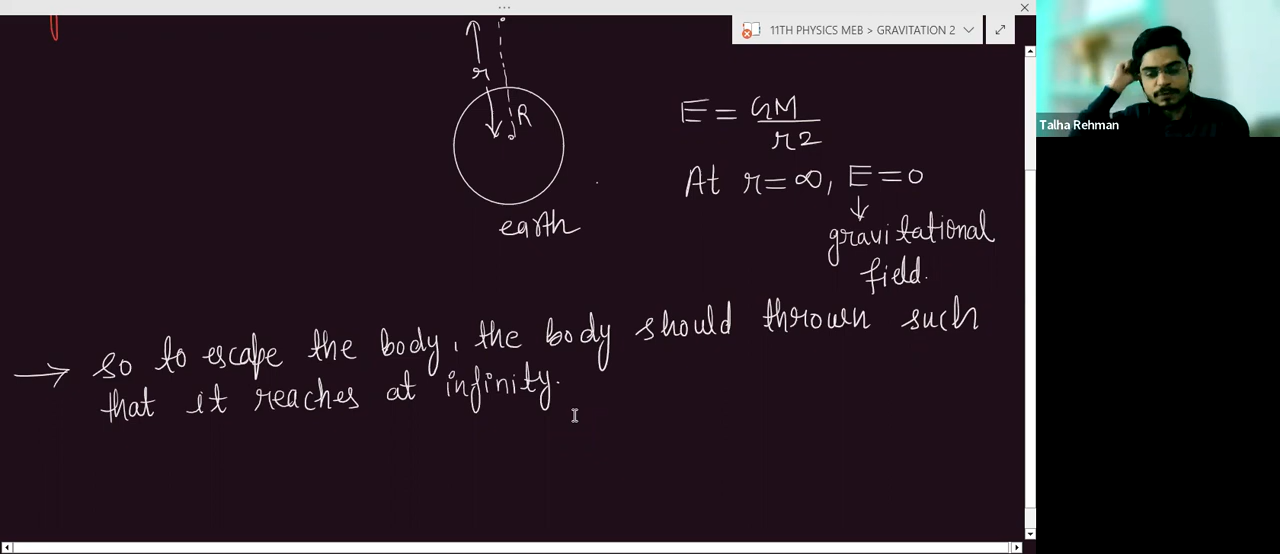 11TH PHYSICS MEB > GRAVITATION 2
Talha Rehman
r
R
earth
E = GM
r2
At r = ∞, E = 0
gravitational
field.
→ so to escape the body, the body should thrown such
that it reaches at infinity.